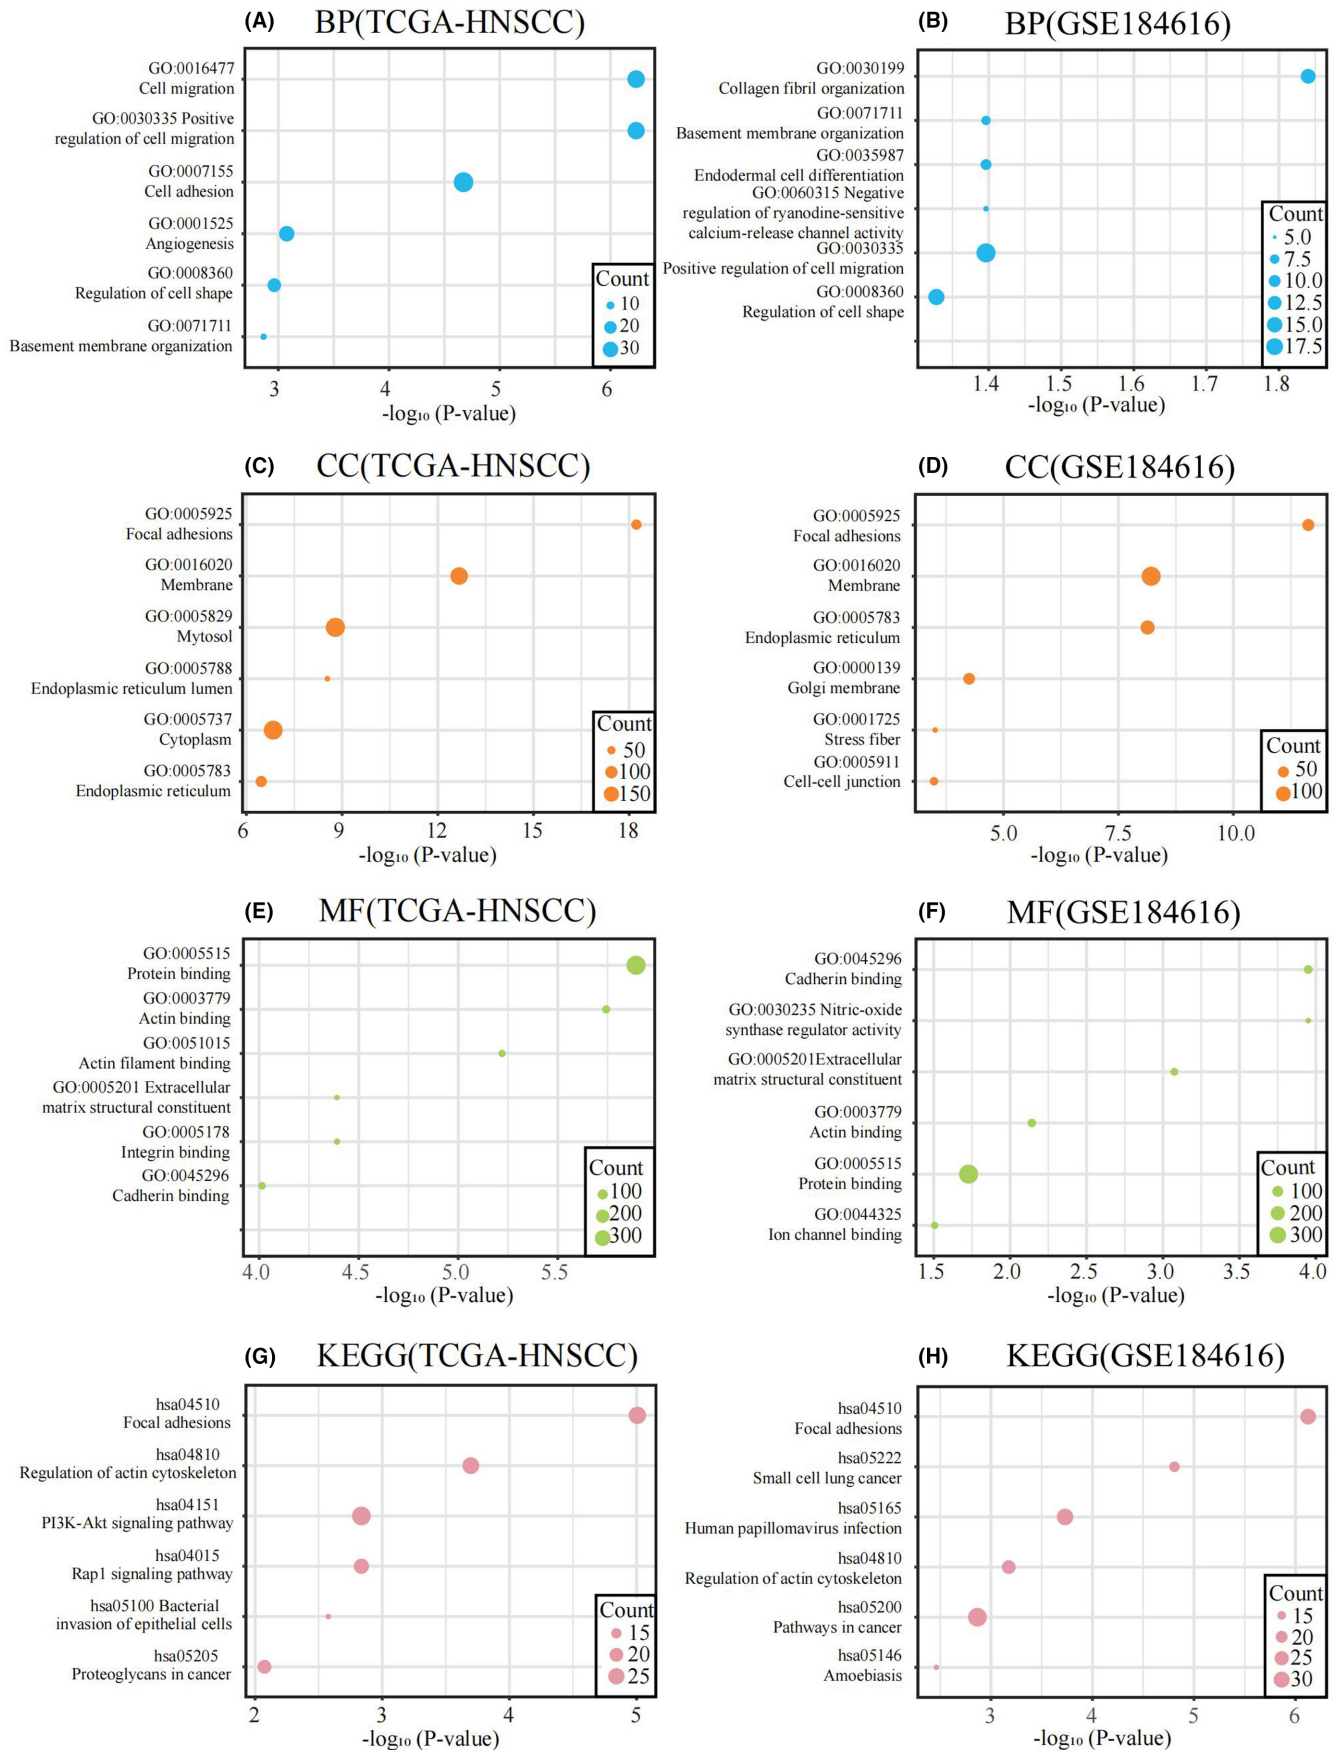 (A) BP(TCGA-HNSCC)
GO:0016477
Cell migration
GO:0030335 Positive
regulation of cell migration
GO:0007155
Cell adhesion
GO:0001525
Angiogenesis
GO:0008360
Regulation of cell shape
GO:0071711
Basement membrane organization
Count
10
20
30
3 4 5 6
-log₁₀ (P-value)
(B) BP(GSE184616)
GO:0030199
Collagen fibril organization
GO:0071711
Basement membrane organization
GO:0035987
Endodermal cell differentiation
GO:0060315 Negative
regulation of ryanodine-sensitive
calcium-release channel activity
GO:0030335
Positive regulation of cell migration
GO:0008360
Regulation of cell shape
Count
5.0
7.5
10.0
12.5
15.0
17.5
1.4 1.5 1.6 1.7 1.8
-log₁₀ (P-value)
(C) CC(TCGA-HNSCC)
GO:0005925
Focal adhesions
GO:0016020
Membrane
GO:0005829
Mytosol
GO:0005788
Endoplasmic reticulum lumen
GO:0005737
Cytoplasm
GO:0005783
Endoplasmic reticulum
Count
50
100
150
6 9 12 15 18
-log₁₀ (P-value)
(D) CC(GSE184616)
GO:0005925
Focal adhesions
GO:0016020
Membrane
GO:0005783
Endoplasmic reticulum
GO:0000139
Golgi membrane
GO:0001725
Stress fiber
GO:0005911
Cell-cell junction
Count
50
100
5.0 7.5 10.0
-log₁₀ (P-value)
(E) MF(TCGA-HNSCC)
GO:0005515
Protein binding
GO:0003779
Actin binding
GO:0051015
Actin filament binding
GO:0005201 Extracellular
matrix structural constituent
GO:0005178
Integrin binding
GO:0045296
Cadherin binding
Count
100
200
300
4.0 4.5 5.0 5.5
-log₁₀ (P-value)
(F) MF(GSE184616)
GO:0045296
Cadherin binding
GO:0030235 Nitric-oxide
synthase regulator activity
GO:0005201Extracellular
matrix structural constituent
GO:0003779
Actin binding
GO:0005515
Protein binding
GO:0044325
Ion channel binding
Count
100
200
300
1.5 2.0 2.5 3.0 3.5 4.0
-log₁₀ (P-value)
(G) KEGG(TCGA-HNSCC)
hsa04510
Focal adhesions
hsa04810
Regulation of actin cytoskeleton
hsa04151
PI3K-Akt signaling pathway
hsa04015
Rap1 signaling pathway
hsa05100 Bacterial
invasion of epithelial cells
hsa05205
Proteoglycans in cancer
Count
15
20
25
2 3 4 5
-log₁₀ (P-value)
(H) KEGG(GSE184616)
hsa04510
Focal adhesions
hsa05222
Small cell lung cancer
hsa05165
Human papillomavirus infection
hsa04810
Regulation of actin cytoskeleton
hsa05200
Pathways in cancer
hsa05146
Amoebiasis
Count
15
20
25
30
3 4 5 6
-log₁₀ (P-value)